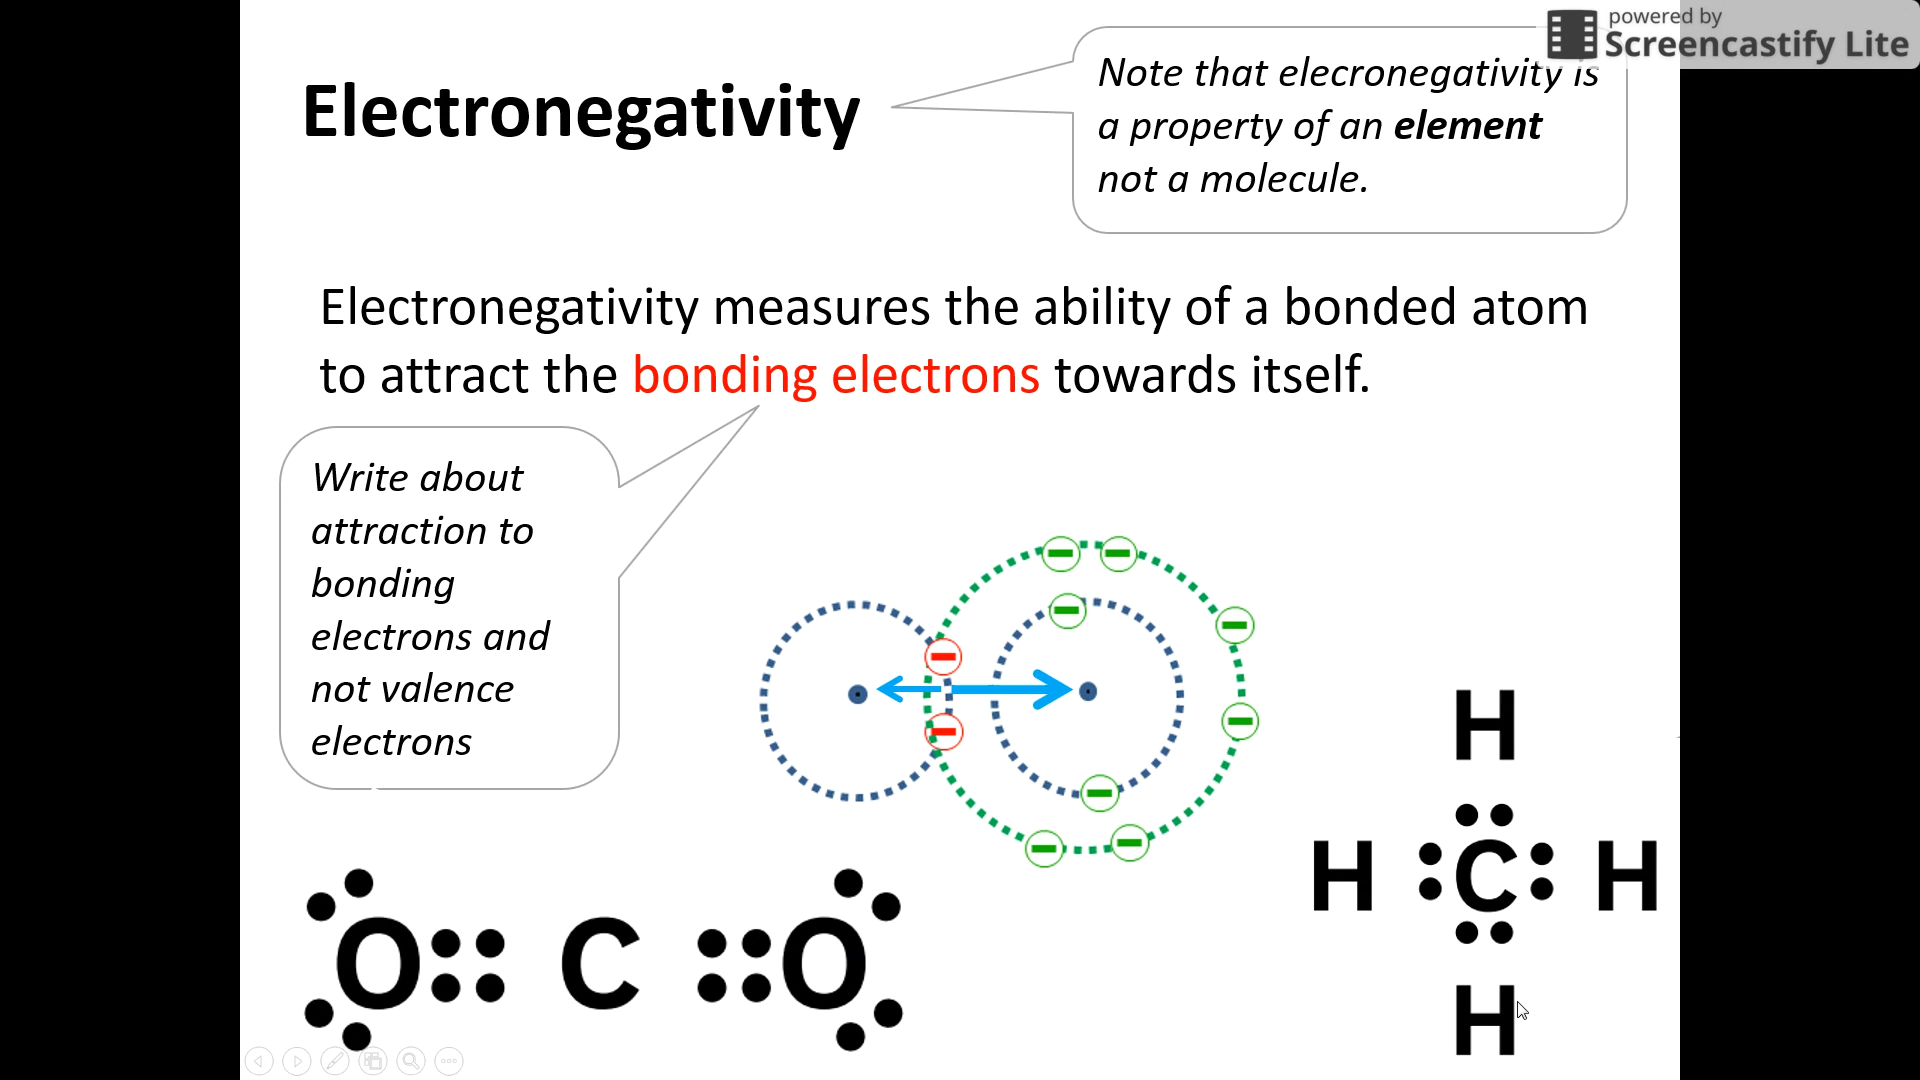 powered by
Screencastify Lite
Electronegativity
Note that elecronegativity is
a property of an element
not a molecule.
Electronegativity measures the ability of a bonded atom
to attract the bonding electrons towards itself.
Write about
attraction to
bonding
electrons and
not valence
electrons
O C O
H
H C H
H